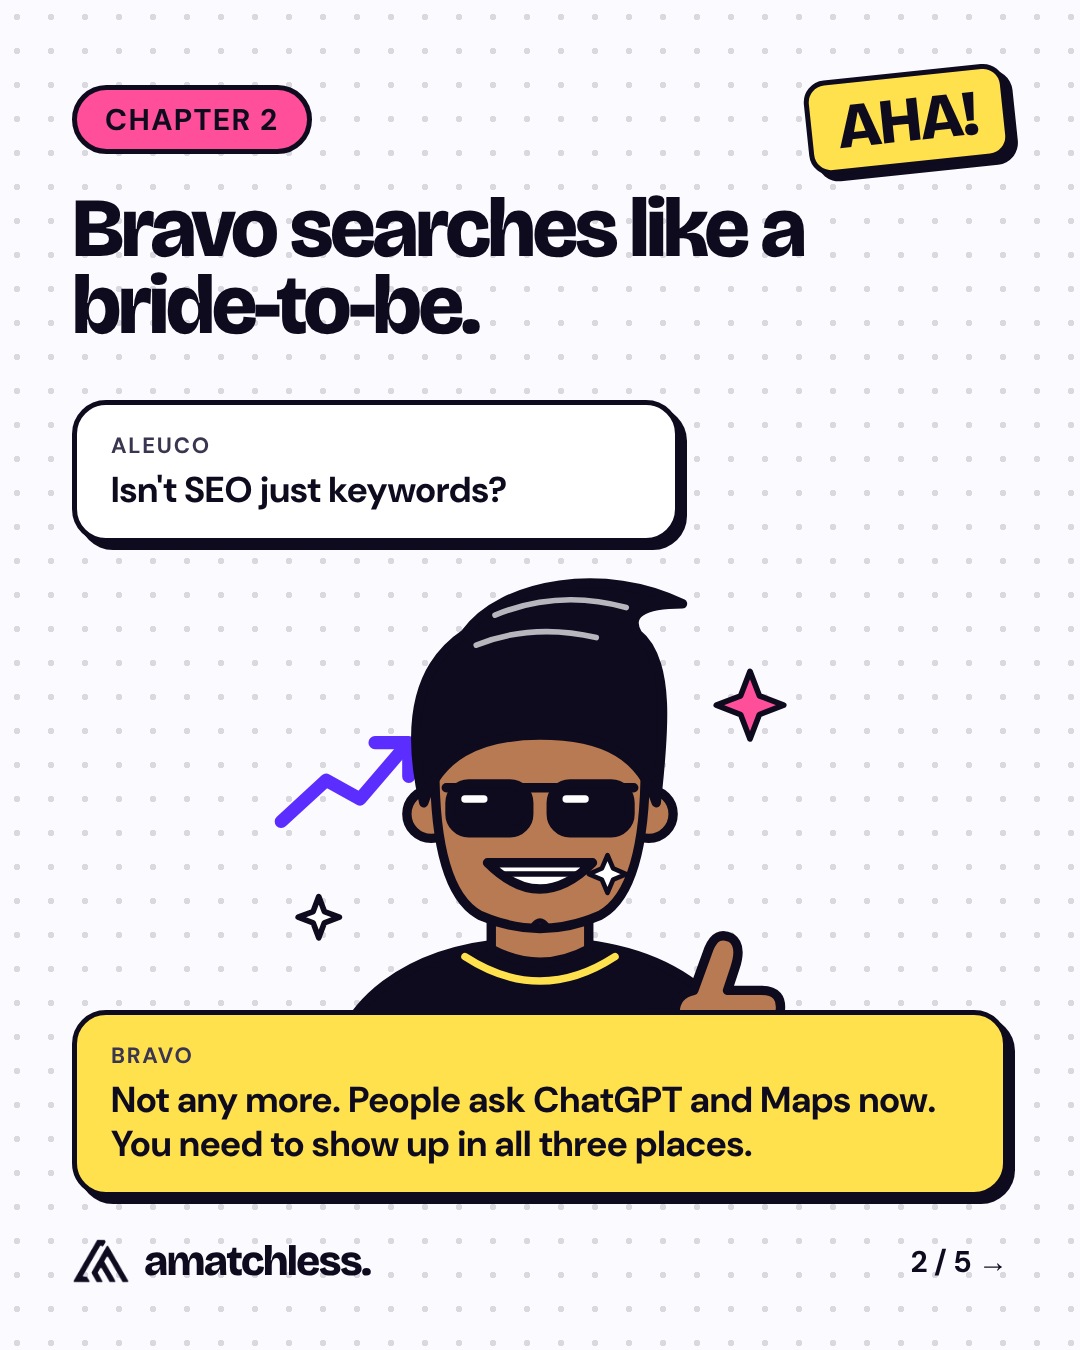 CHAPTER 2
AHA!
Bravo searches like a
bride-to-be.
ALEUCO
Isn't SEO just keywords?
BRAVO
Not any more. People ask ChatGPT and Maps now.
You need to show up in all three places.
amatchless.
2 / 5 →